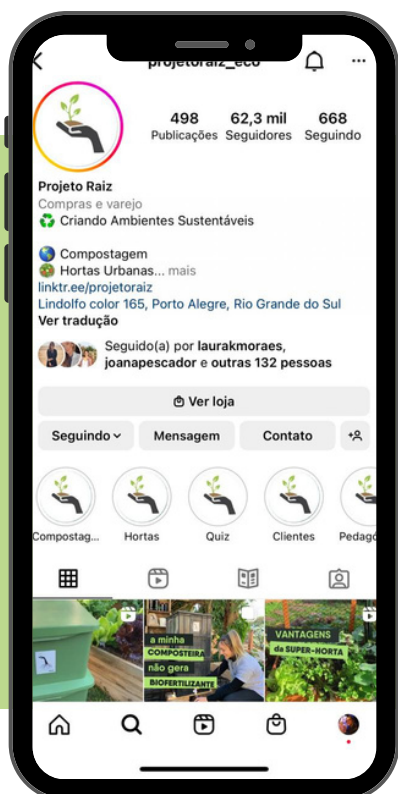 projetoraiz_eco
498 62,3 mil 668
Publicações Seguidores Seguindo
Projeto Raiz
Compras e varejo
Criando Ambientes Sustentáveis
Compostagem
Hortas Urbanas... mais
linktr.ee/projetoraiz
Lindolfo color 165, Porto Alegre, Rio Grande do Sul
Ver tradução
Seguido(a) por laurakmoraes,
joanapescador e outras 132 pessoas
Ver loja
Seguindo Mensagem Contato
Compostag... Hortas Quiz Clientes Pedagó
a minha
COMPOSTEIRA
não gera
BIOFERTILIZANTE
VANTAGENS
da SUPER-HORTA